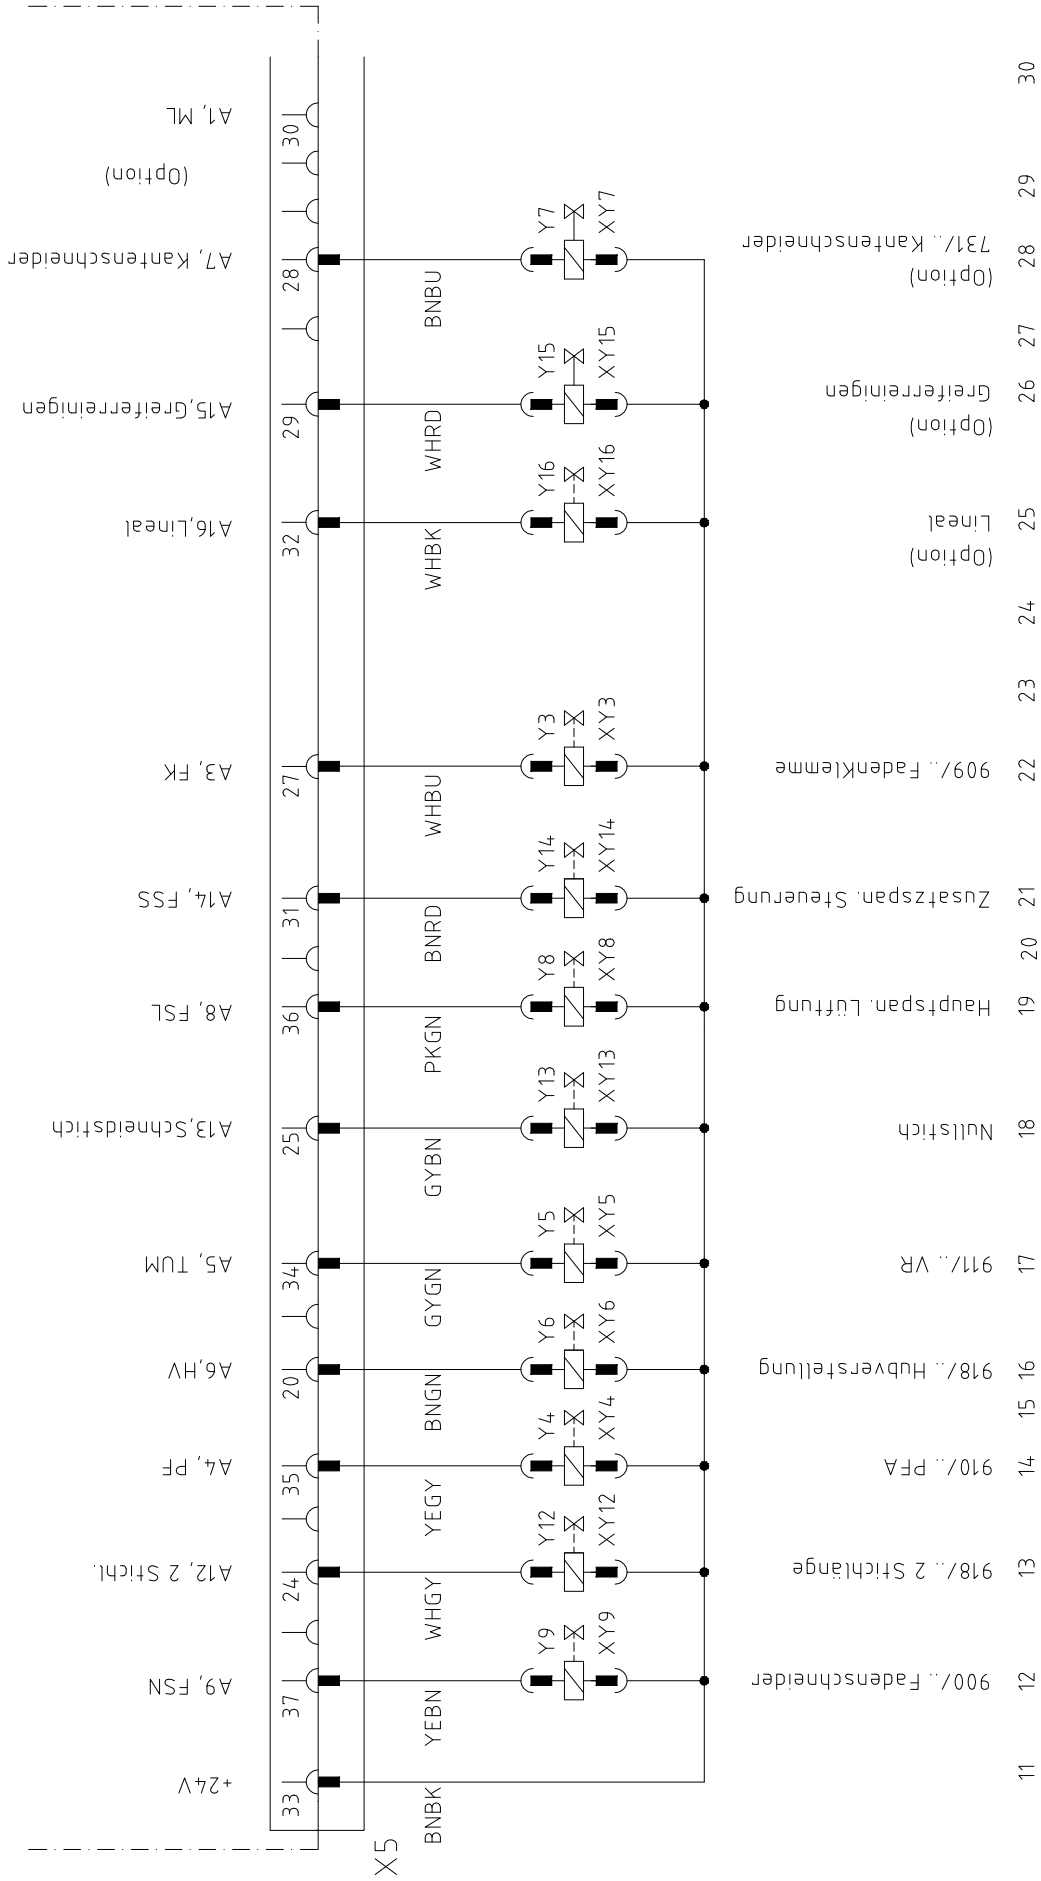 X5
+24V
33
BNBK
11
A9, FSN
37
YEBN
Y9
XY9
900/.. Fadenschneider
12
A12, 2 Stichl.
24
WHGY
Y12
XY12
918/.. 2 Stichlänge
13
A4, PF
35
YEGY
Y4
XY4
910/.. PFA
14
15
A6,HV
20
BNGN
Y6
XY6
918/.. Hubverstellung
16
A5, TUM
34
GYGN
Y5
XY5
911/.. VR
17
A13,Schneidstich
25
GYBN
Y13
XY13
Nullstich
18
A8, FSL
36
PKGN
Y8
XY8
Hauptspan. Lüftung
19
20
A14, FSS
31
BNRD
Y14
XY14
Zusatzspan. Steuerung
21
A3, FK
27
WHBU
Y3
XY3
909/.. FadenKlemme
22
23
24
A16,Lineal
32
WHBK
Y16
XY16
Lineal
(Option)
25
A15,Greiferreinigen
29
WHRD
Y15
XY15
Greiferreinigen
(Option)
26
27
A7, Kantenschneider
(Option)
28
BNBU
Y7
XY7
731/.. Kantenschneider
(Option)
28
29
A1, ML
30
30